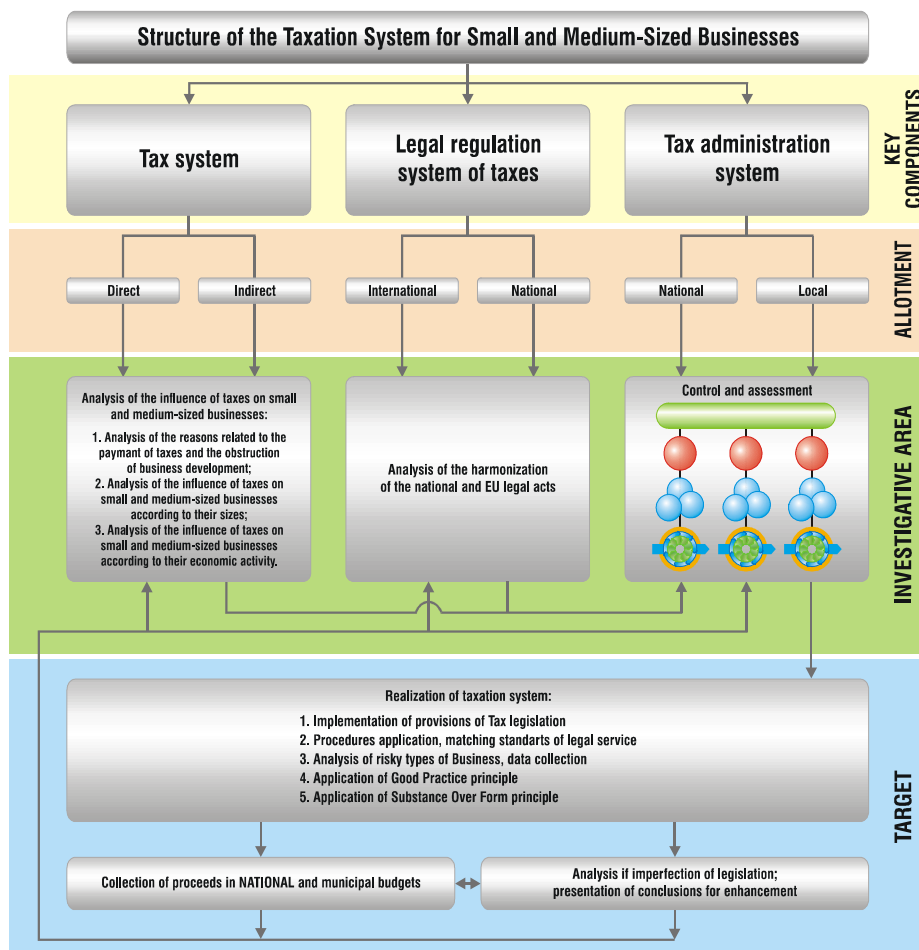 Structure of the Taxation System for Small and Medium-Sized Businesses
KEY
COMPONENTS
Tax system
Legal regulation
system of taxes
Tax administration
system
ALLOTMENT
Direct
Indirect
International
National
National
Local
INVESTIGATIVE AREA
Analysis of the influence of taxes on small
and medium-sized businesses:
1. Analysis of the reasons related to the
paymant of taxes and the obstruction
of business development;
2. Analysis of the influence of taxes on
small and medium-sized businesses
according to their sizes;
3. Analysis of the influence of taxes on
small and medium-sized businesses
according to their economic activity.
Analysis of the harmonization
of the national and EU legal acts
Control and assessment
TARGET
Realization of taxation system:
1. Implementation of provisions of Tax legislation
2. Procedures application, matching standarts of legal service
3. Analysis of risky types of Business, data collection
4. Application of Good Practice principle
5. Application of Substance Over Form principle
Collection of proceeds in NATIONAL and municipal budgets
Analysis if imperfection of legislation;
presentation of conclusions for enhancement